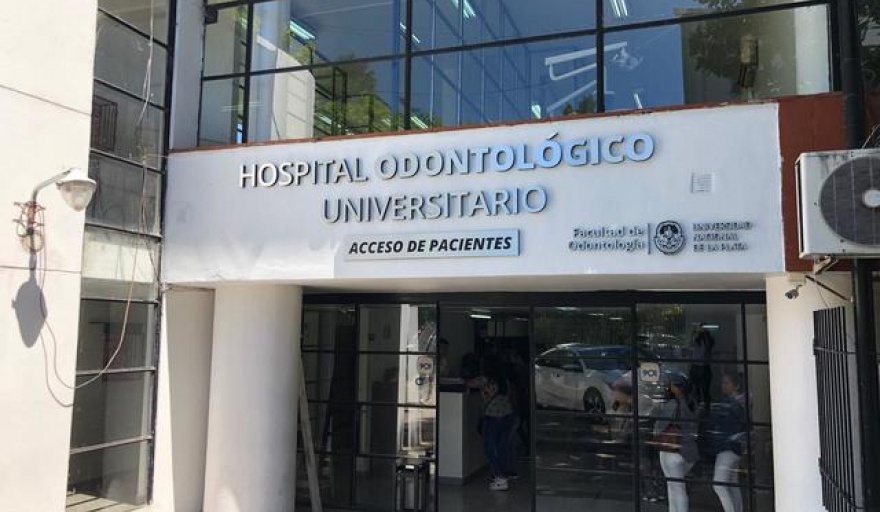 HOSPITAL ODONTOLÓGICO
UNIVERSITARIO
ACCESO DE PACIENTES
Facultad de
Odontología
UNIVERSIDAD
NACIONAL
DE LA PLATA